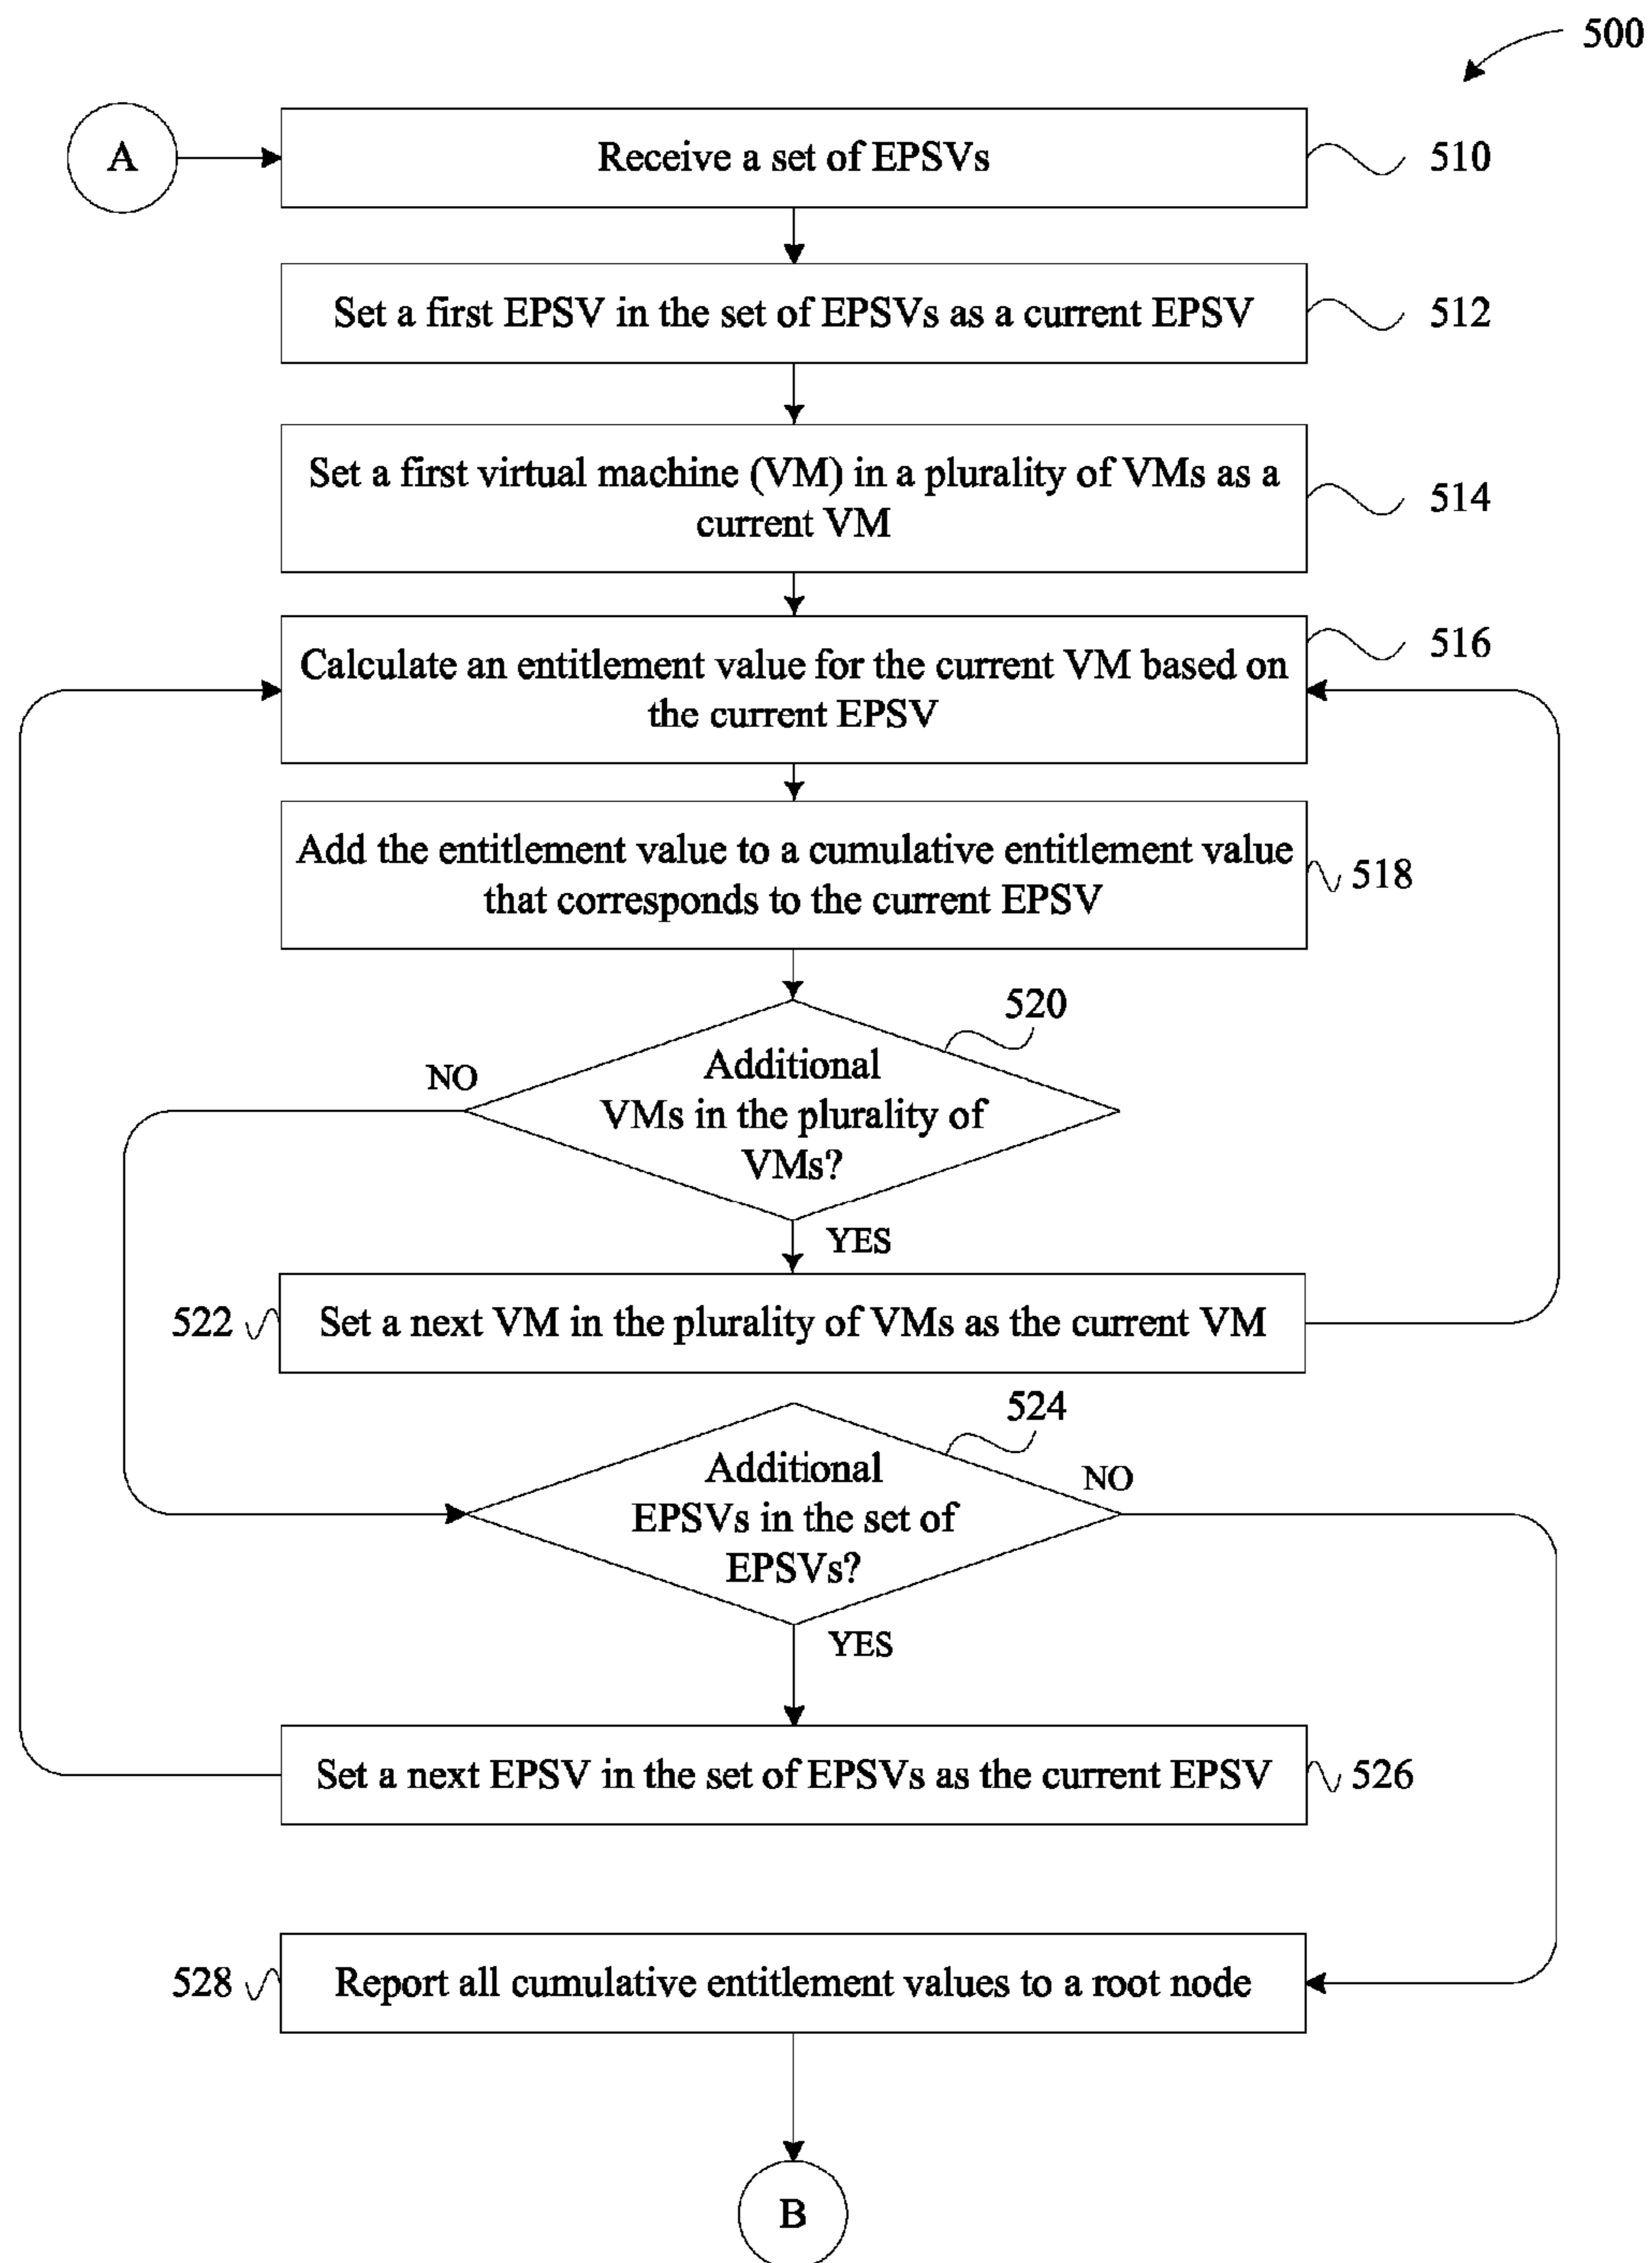 500
A
Receive a set of EPSVs
510
Set a first EPSV in the set of EPSVs as a current EPSV
512
Set a first virtual machine (VM) in a plurality of VMs as a
current VM
514
Calculate an entitlement value for the current VM based on
the current EPSV
516
Add the entitlement value to a cumulative entitlement value
that corresponds to the current EPSV
518
520
NO
Additional
VMs in the plurality of
VMs?
YES
522
Set a next VM in the plurality of VMs as the current VM
524
Additional
EPSVs in the set of
EPSVs?
NO
YES
Set a next EPSV in the set of EPSVs as the current EPSV
526
528
Report all cumulative entitlement values to a root node
B